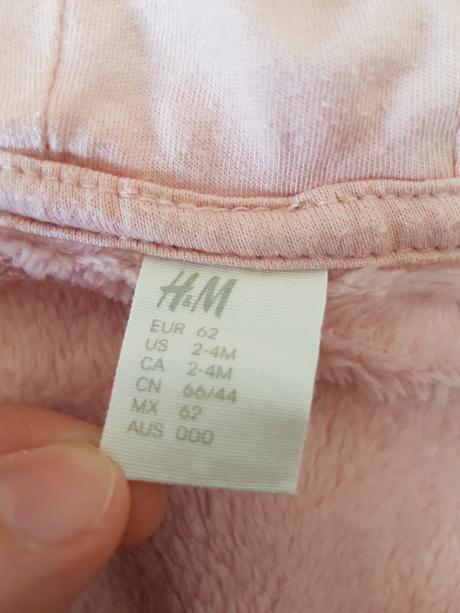 H&M
EUR 62
US 2-4M
CA 2-4M
CN 66/44
MX 62
AUS 000